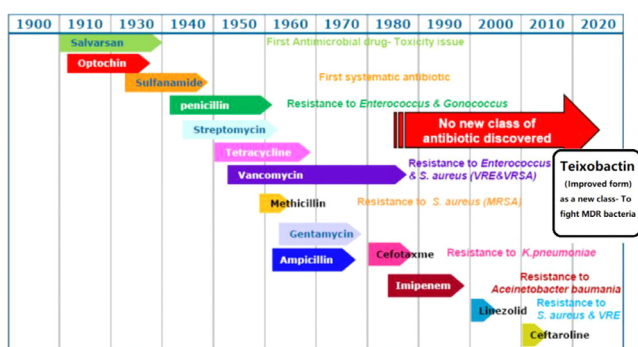 1900 1910 1930 1940 1950 1960 1970 1980 1990 2000 2010 2020
Salvarsan
First Antimicrobial drug- Toxicity issue
Optochin
Sulfanamide
First systematic antibiotic
penicillin
Resistance to Enterococcus & Gonococcus
Streptomycin
No new class of
antibiotic discovered
Tetracycline
Vancomycin
Resistance to Enterococcus
& S. aureus (VRE&VRSA)
Teixobactin
(Improved form)
as a new class- To
fight MDR bacteria
Methicillin
Resistance to S. aureus (MRSA)
Gentamycin
Ampicillin
Cefotaxme
Resistance to K.pneumoniae
Imipenem
Resistance to
Aceinetobacter baumania
Linezolid
Resistance to
S. aureus & VRE
Ceftaroline